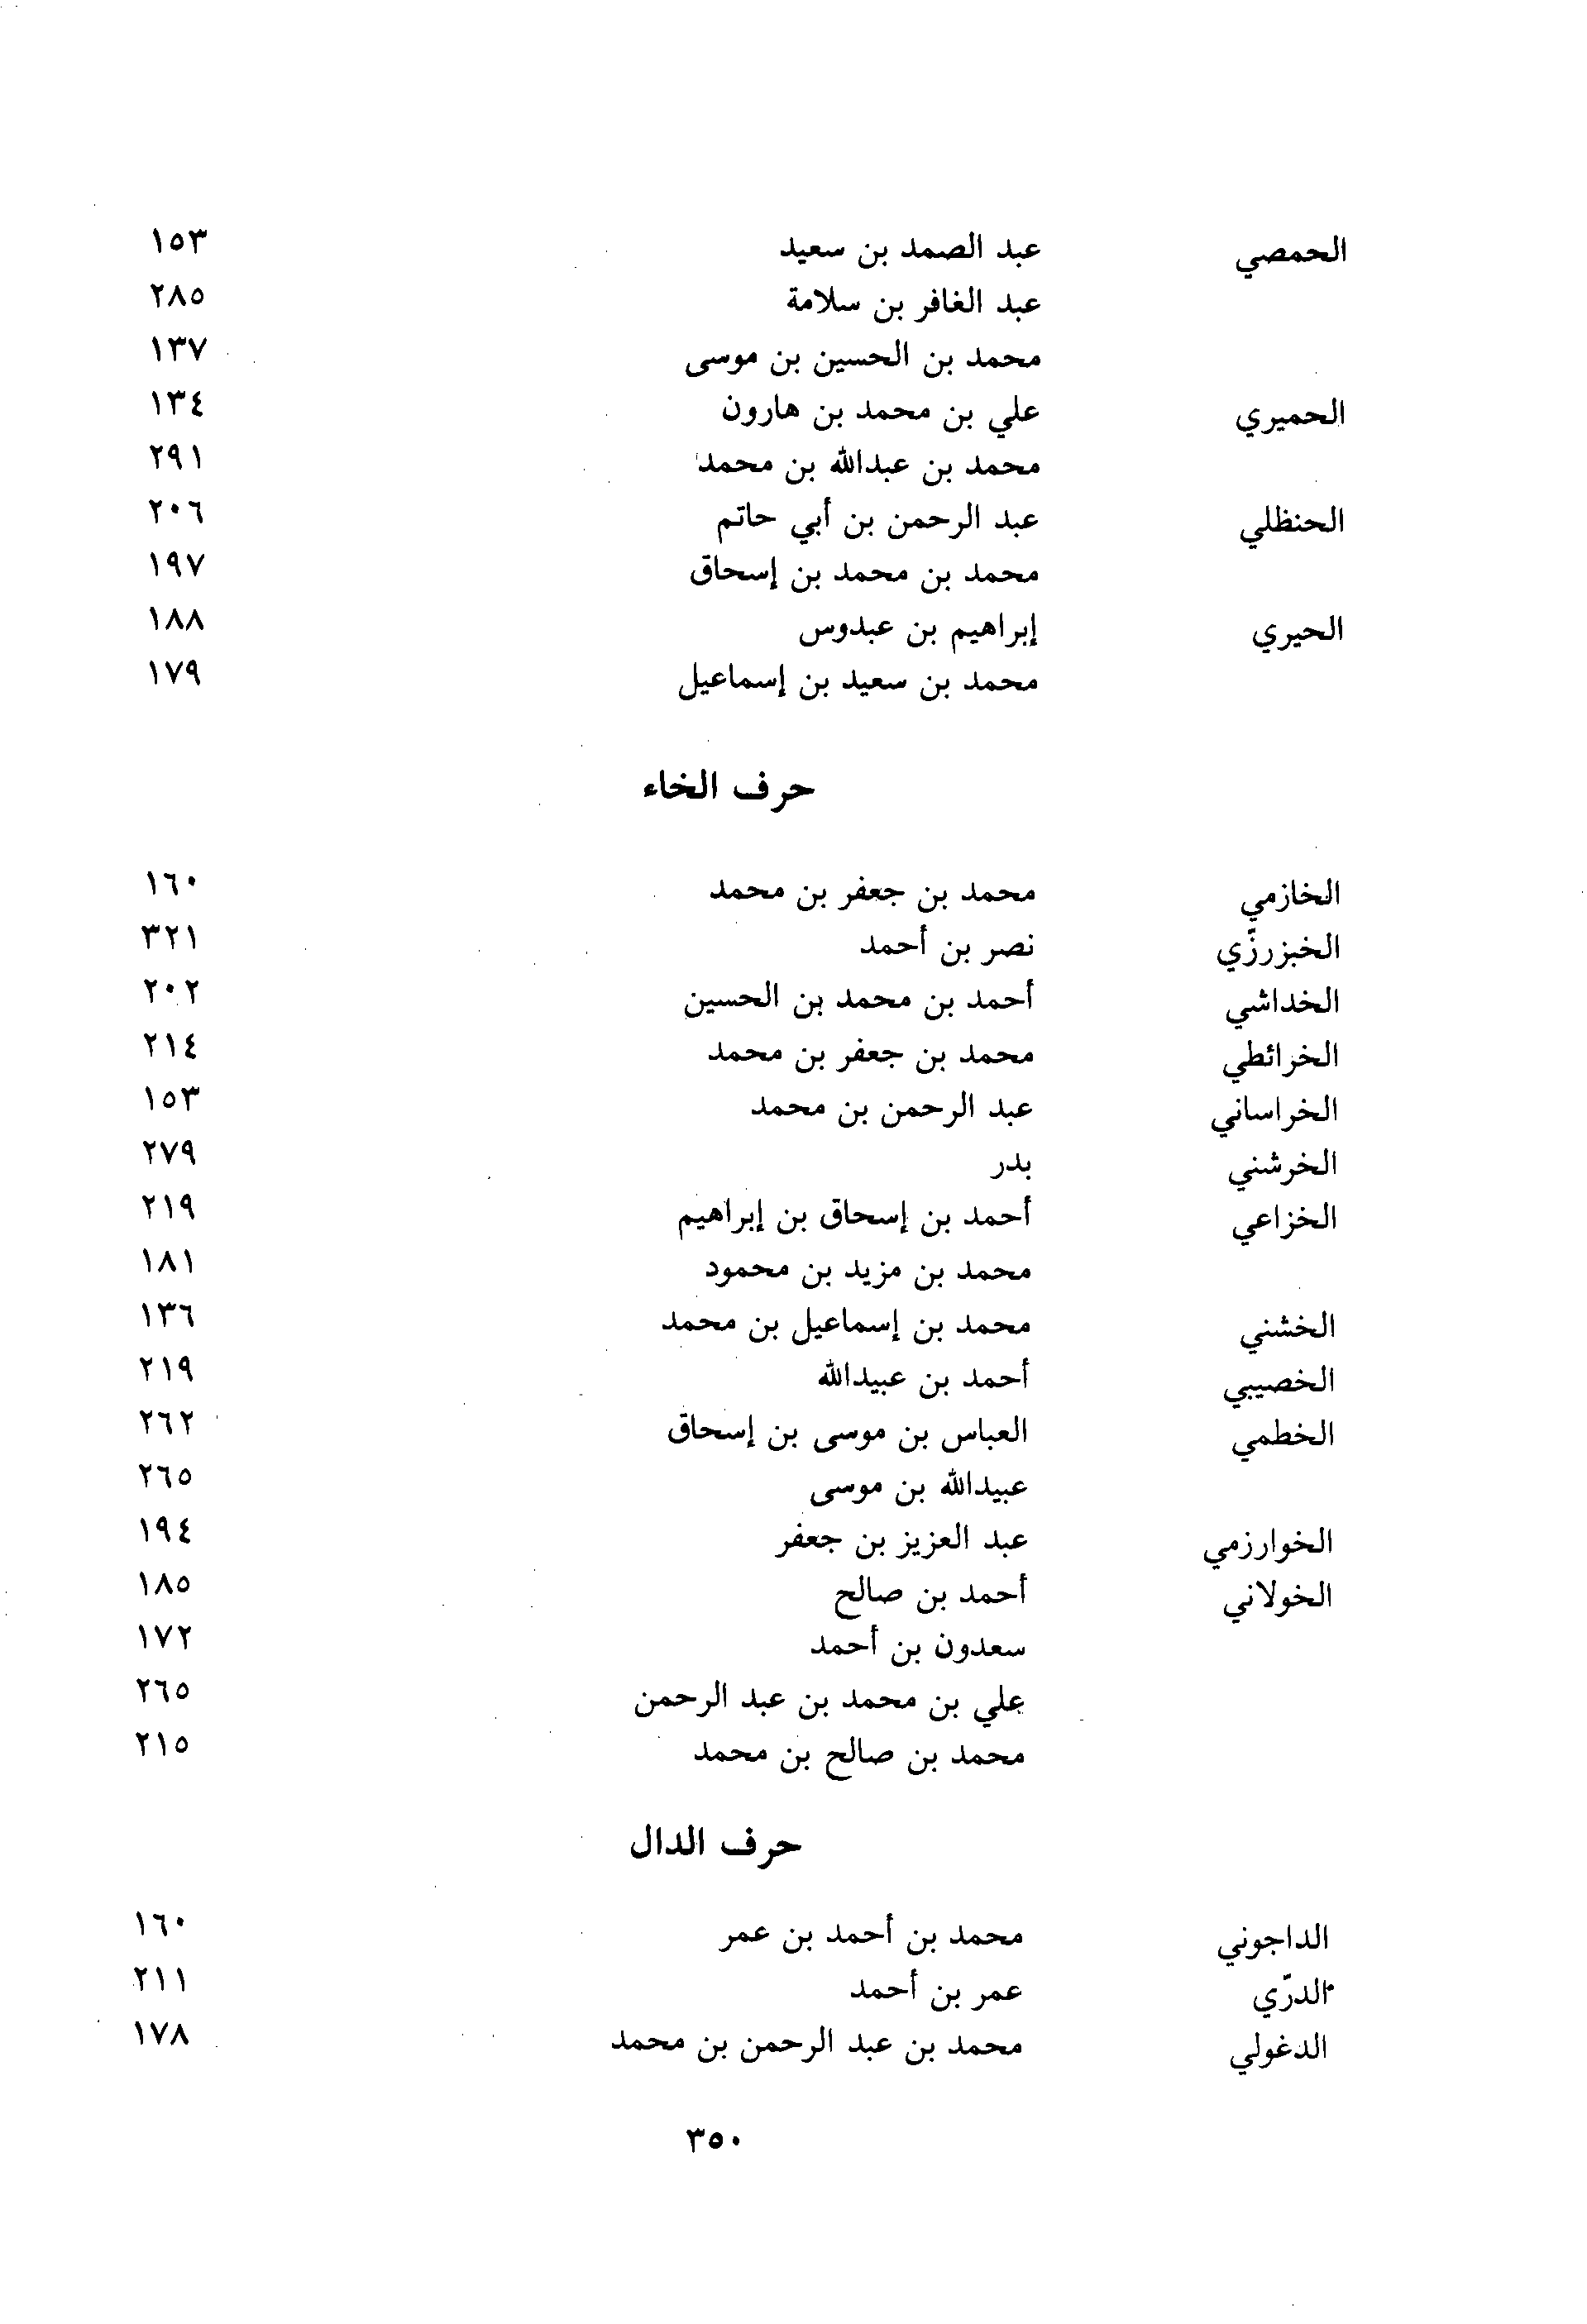 الحمصي عبد الصمد بن سعيد ١٥٣
عبد الغافر بن سلامة ٢٨٥
محمد بن الحسين بن موسى ١٣٧
الحميري علي بن محمد بن هارون ١٣٤
محمد بن عبدالله بن محمد ٢٩١
الحنظلي عبد الرحمن بن أبي حاتم ٢٠٦
محمد بن محمد بن إسحاق ١٩٧
الحيري إبراهيم بن عبدوس ١٨٨
محمد بن سعيد بن إسماعيل ١٧٩
حرف الخاء
الخازمي محمد بن جعفر بن محمد ١٦٠
الخبزرزّي نصر بن أحمد ٣٢١
الخداشي أحمد بن محمد بن الحسين ٢٠٢
الخرائطي محمد بن جعفر بن محمد ٢١٤
الخراساني عبد الرحمن بن محمد ١٥٣
الخرشني بدر ٢٧٩
الخزاعي أحمد بن إسحاق بن إبراهيم ٢١٩
محمد بن مزيد بن محمود ١٨١
الخشني محمد بن إسماعيل بن محمد ١٣٦
الخصيبي أحمد بن عبيدالله ٢١٩
الخطمي العباس بن موسى بن إسحاق ٢٦٢
عبيدالله بن موسى ٢٦٥
الخوارزمي عبد العزيز بن جعفر ١٩٤
الخولاني أحمد بن صالح ١٨٥
سعدون بن أحمد ١٧٢
علي بن محمد بن عبد الرحمن ٢٦٥
محمد بن صالح بن محمد ٢١٥
حرف الدال
الداجوني محمد بن أحمد بن عمر ١٦٠
الدرّي عمر بن أحمد ٢١١
الدغولي محمد بن عبد الرحمن بن محمد ١٧٨
٣٥٠